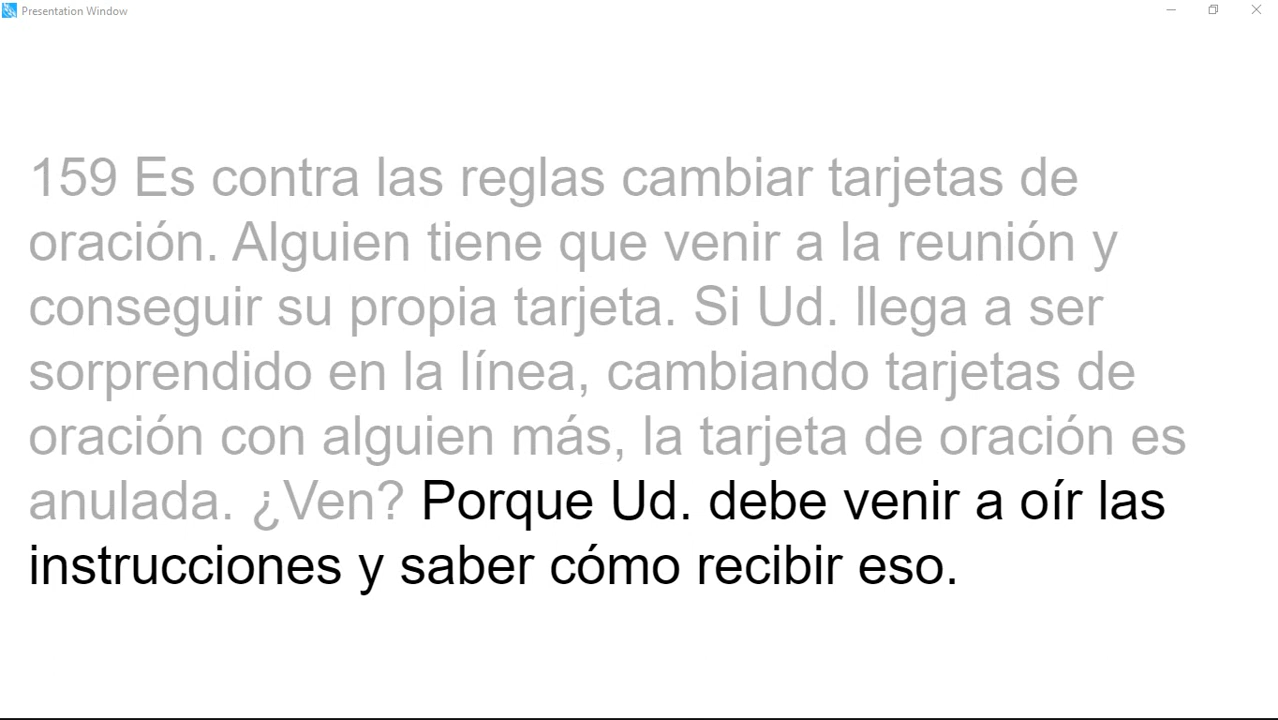 Presentation Window
159 Es contra las reglas cambiar tarjetas de
oración. Alguien tiene que venir a la reunión y
conseguir su propia tarjeta. Si Ud. llega a ser
sorprendido en la línea, cambiando tarjetas de
oración con alguien más, la tarjeta de oración es
anulada. ¿Ven? Porque Ud. debe venir a oír las
instrucciones y saber cómo recibir eso.